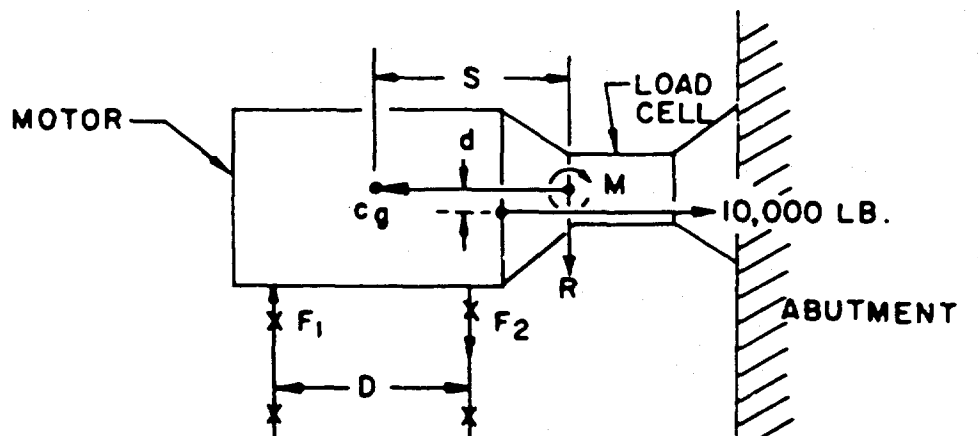 S
LOAD
CELL
MOTOR
d
M
cg
10,000 LB.
R
F₁
F₂
ABUTMENT
D